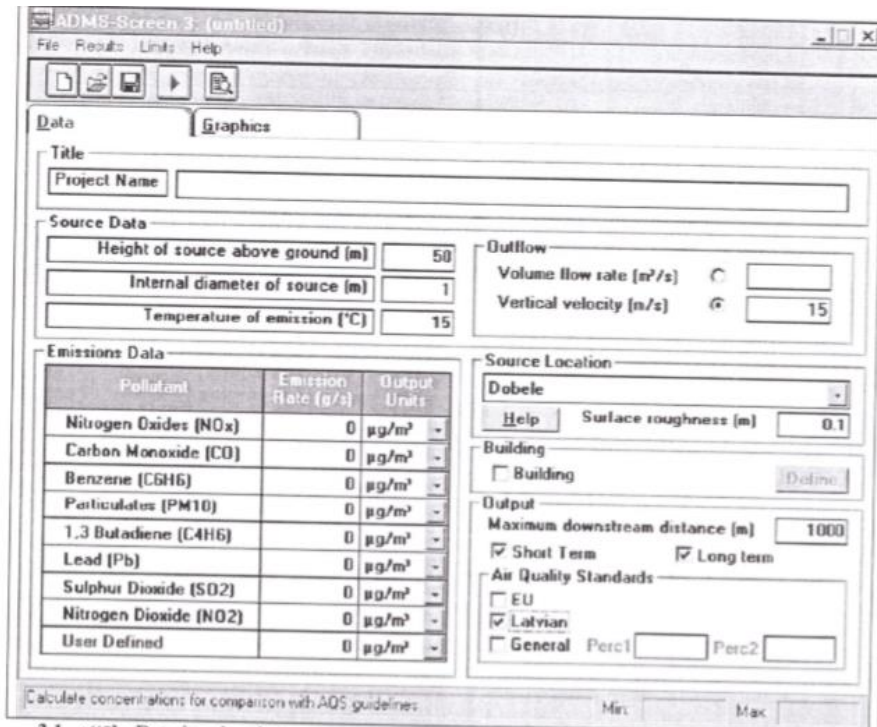 ADMS-Screen 3: (untitled)
File Results Limits Help
Data Graphics
Title
Project Name
Source Data
Height of source above ground (m) 50
Internal diameter of source (m) 1
Temperature of emission (°C) 15
Outflow
Volume flow rate (m³/s)
Vertical velocity (m/s) 15
Emissions Data
Pollutant Emission Rate (g/s) Output Units
Nitrogen Oxides (NOx) 0 µg/m³
Carbon Monoxide (CO) 0 µg/m³
Benzene (C6H6) 0 µg/m³
Particulates (PM10) 0 µg/m³
1,3 Butadiene (C4H6) 0 µg/m³
Lead (Pb) 0 µg/m³
Sulphur Dioxide (SO2) 0 µg/m³
Nitrogen Dioxide (NO2) 0 µg/m³
User Defined 0 µg/m³
Source Location
Dobele
Help Surface roughness (m) 0.1
Building
Building Define
Output
Maximum downstream distance (m) 1000
Short Term Long term
Air Quality Standards
EU
Latvian
General Perc1 Perc2
Calculate concentrations for comparison with AQS guidelines Min: Max